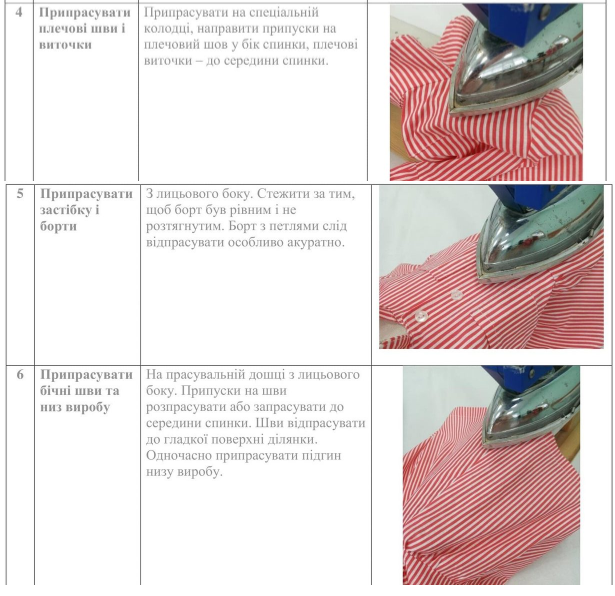 4
Припрасувати
плечові шви і
виточки
Припрасувати на спеціальній
колодці, направити припуски на
плечовий шов у бік спинки, плечові
виточки – до середини спинки.
5
Припрасувати
застібку і
борти
З лицьового боку. Стежити за тим,
щоб борт був рівним і не
розтягнутим. Борт з петлями слід
відпрасувати особливо акуратно.
6
Припрасувати
бічні шви та
низ виробу
На прасувальній дошці з лицьового
боку. Припуски на шви
розпрасувати або запрасувати до
середини спинки. Шви відпрасувати
до гладкої поверхні ділянки.
Одночасно припрасувати підгин
низу виробу.